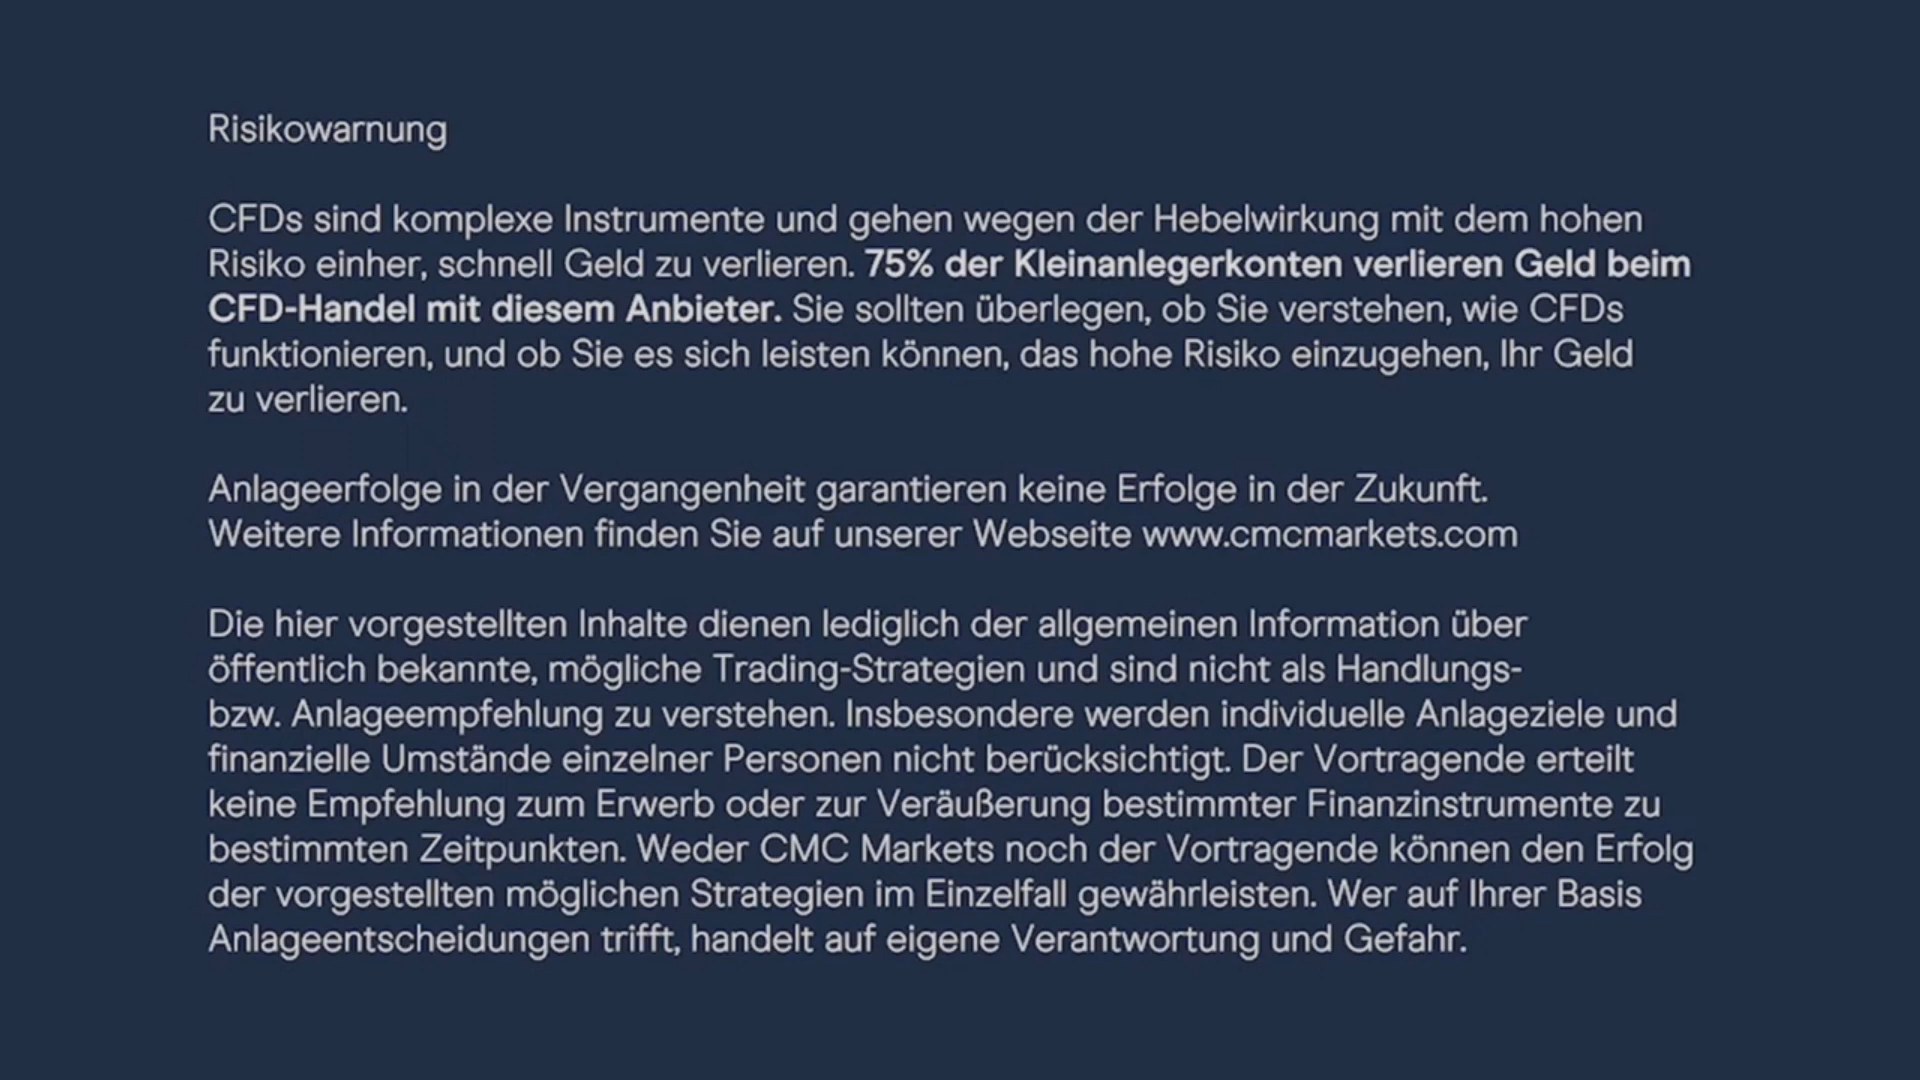 Risikowarnung
CFDs sind komplexe Instrumente und gehen wegen der Hebelwirkung mit dem hohen
Risiko einher, schnell Geld zu verlieren. 75% der Kleinanlegerkonten verlieren Geld beim
CFD-Handel mit diesem Anbieter. Sie sollten überlegen, ob Sie verstehen, wie CFDs
funktionieren, und ob Sie es sich leisten können, das hohe Risiko einzugehen, Ihr Geld
zu verlieren.
Anlageerfolge in der Vergangenheit garantieren keine Erfolge in der Zukunft.
Weitere Informationen finden Sie auf unserer Webseite www.cmcmarkets.com
Die hier vorgestellten Inhalte dienen lediglich der allgemeinen Information über
öffentlich bekannte, mögliche Trading-Strategien und sind nicht als Handlungs-
bzw. Anlageempfehlung zu verstehen. Insbesondere werden individuelle Anlageziele und
finanzielle Umstände einzelner Personen nicht berücksichtigt. Der Vortragende erteilt
keine Empfehlung zum Erwerb oder zur Veräußerung bestimmter Finanzinstrumente zu
bestimmten Zeitpunkten. Weder CMC Markets noch der Vortragende können den Erfolg
der vorgestellten möglichen Strategien im Einzelfall gewährleisten. Wer auf Ihrer Basis
Anlageentscheidungen trifft, handelt auf eigene Verantwortung und Gefahr.